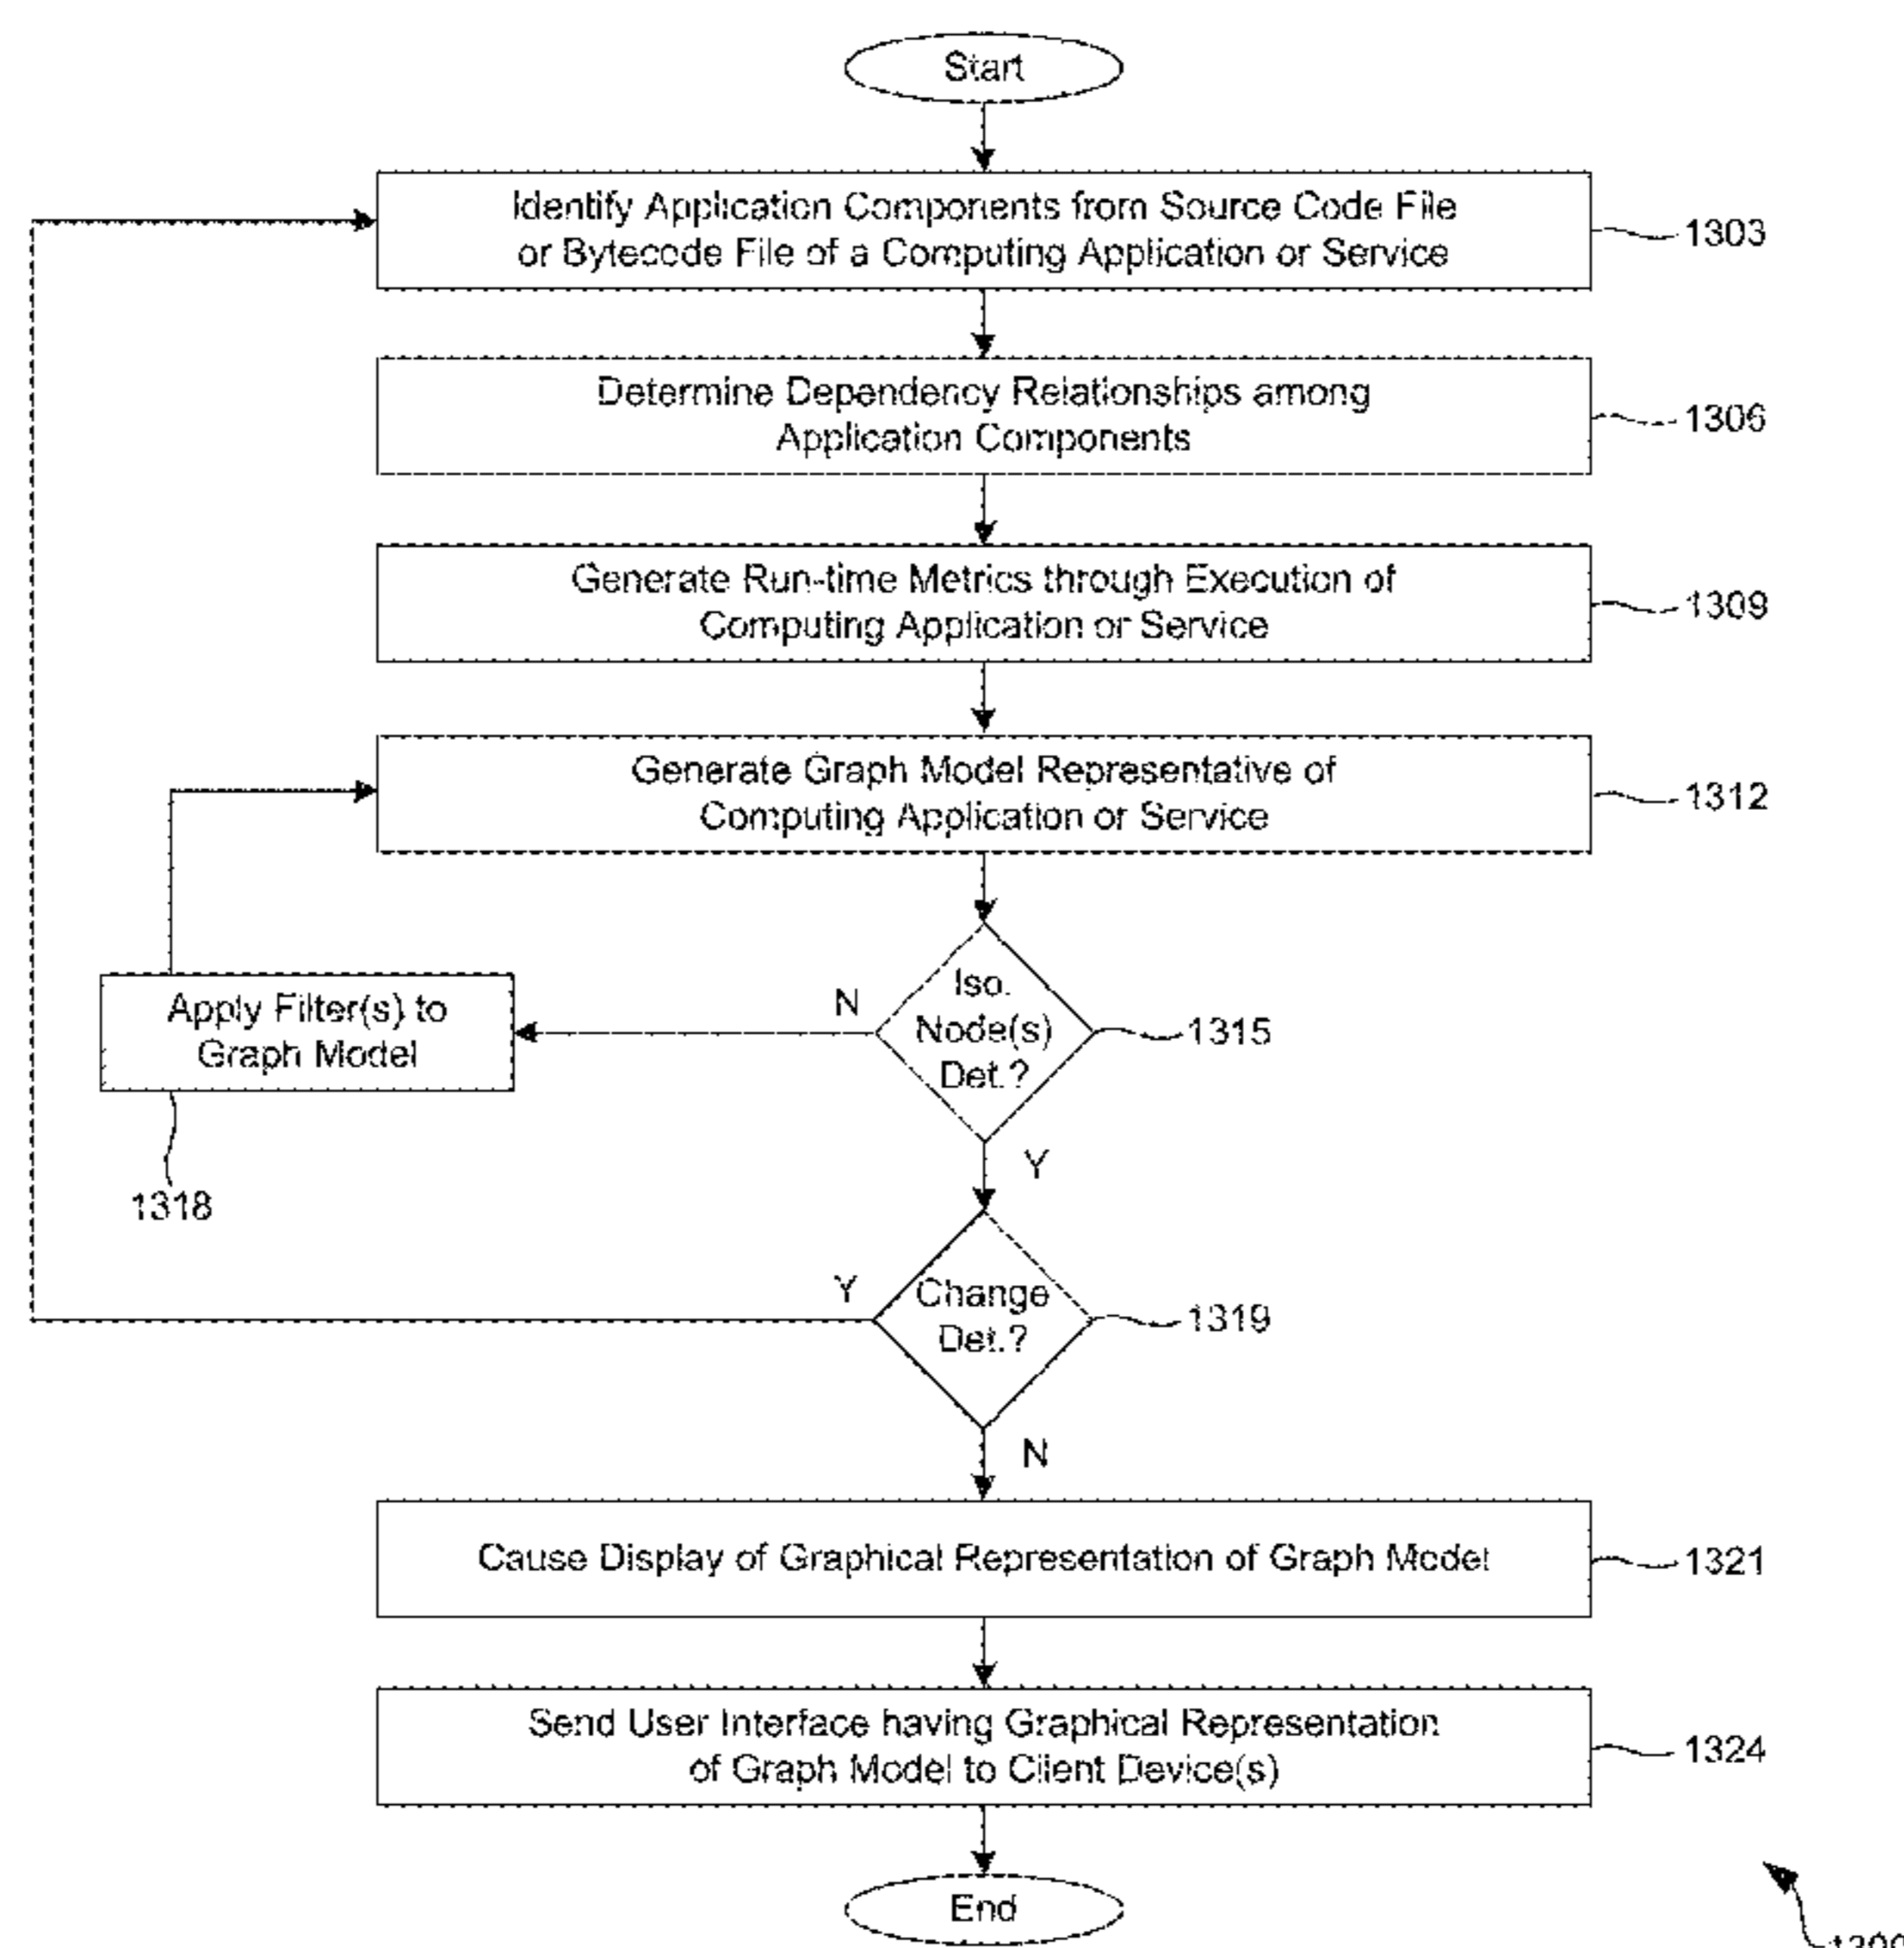 Start
Identify Application Components from Source Code File
or Bytecode File of a Computing Application or Service
1303
Determine Dependency Relationships among
Application Components
1306
Generate Run-time Metrics through Execution of
Computing Application or Service
1309
Generate Graph Model Representative of
Computing Application or Service
1312
Apply Filter(s) to
Graph Model
1318
N
Iso.
Node(s)
Det.?
1315
Y
Y
Change
Det.?
1319
N
Cause Display of Graphical Representation of Graph Model
1321
Send User Interface having Graphical Representation
of Graph Model to Client Device(s)
1324
End